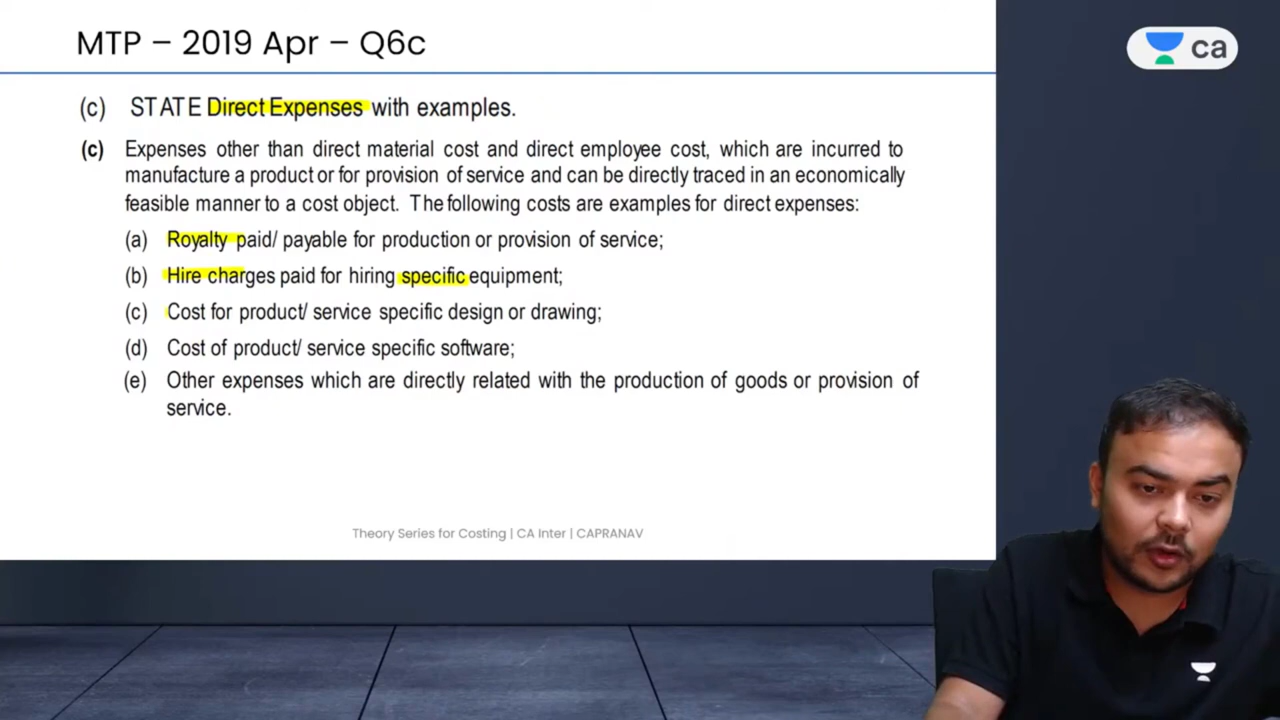 MTP – 2019 Apr – Q6c
ca
(c) STATE Direct Expenses with examples.
(c) Expenses other than direct material cost and direct employee cost, which are incurred to
manufacture a product or for provision of service and can be directly traced in an economically
feasible manner to a cost object. The following costs are examples for direct expenses:
(a) Royalty paid/ payable for production or provision of service;
(b) Hire charges paid for hiring specific equipment;
(c) Cost for product/ service specific design or drawing;
(d) Cost of product/ service specific software;
(e) Other expenses which are directly related with the production of goods or provision of
service.
Theory Series for Costing | CA Inter | CAPRANAV